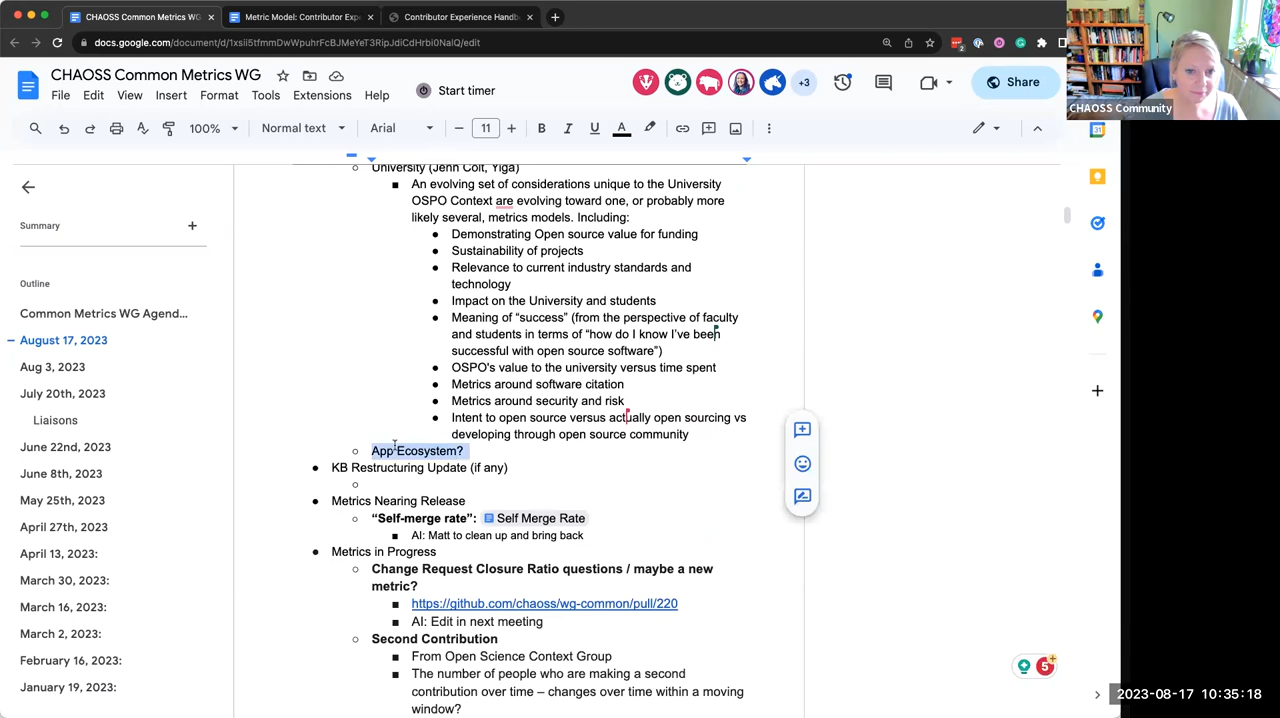 CHAOSS Common Metrics WG
Metric Model: Contributor Exp
Contributor Experience Handb
docs.google.com/document/d/1xsii5tfmmDwWpuhrFcBJMeYeT3RipJdiCdHrbI0NaIQ/edit
CHAOSS Common Metrics WG
File Edit View Insert Format Tools Extensions Help
Start timer
+3
Share
CHAOSS Community
100%
Normal text
Arial
11
31
Summary
Outline
Common Metrics WG Agend...
August 17, 2023
Aug 3, 2023
July 20th, 2023
Liaisons
June 22nd, 2023
June 8th, 2023
May 25th, 2023
April 27th, 2023
April 13, 2023:
March 30, 2023:
March 16, 2023:
March 2, 2023:
February 16, 2023:
January 19, 2023:
University (Jenn Colt, Yiga)
An evolving set of considerations unique to the University
OSPO Context are evolving toward one, or probably more
likely several, metrics models. Including:
Demonstrating Open source value for funding
Sustainability of projects
Relevance to current industry standards and
technology
Impact on the University and students
Meaning of “success” (from the perspective of faculty
and students in terms of “how do I know I’ve been
successful with open source software”)
OSPO's value to the university versus time spent
Metrics around software citation
Metrics around security and risk
Intent to open source versus actually open sourcing vs
developing through open source community
App Ecosystem?
KB Restructuring Update (if any)
Metrics Nearing Release
“Self-merge rate”: Self Merge Rate
AI: Matt to clean up and bring back
Metrics in Progress
Change Request Closure Ratio questions / maybe a new
metric?
https://github.com/chaoss/wg-common/pull/220
AI: Edit in next meeting
Second Contribution
From Open Science Context Group
The number of people who are making a second
contribution over time – changes over time within a moving
window?
5
2023-08-17 10:35:18